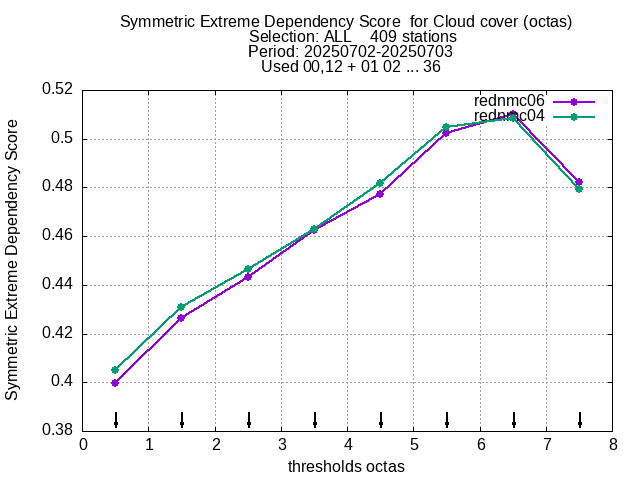 Symmetric Extreme Dependency Score  for Cloud cover (octas)
Selection: ALL    409 stations
Period: 20250702-20250703
Used 00,12 + 01 02 ... 36
rednmc06
rednmc04
Symmetric Extreme Dependency Score
0.52
0.5
0.48
0.46
0.44
0.42
0.4
0.38
0 1 2 3 4 5 6 7 8
thresholds octas